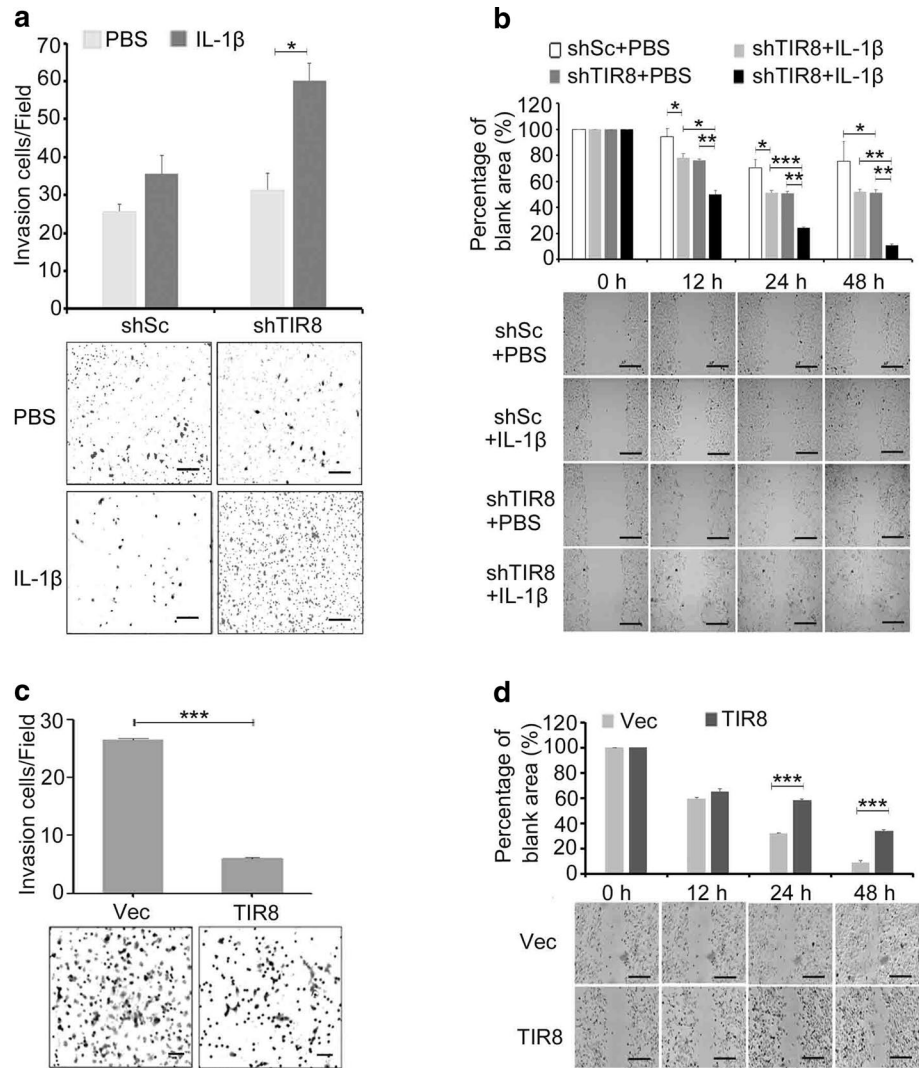 a
PBS IL-1β
Invasion cells/Field
70
60
50
40
30
20
10
0
*
shSc shTIR8
PBS
IL-1β
b
shSc+PBS shTIR8+IL-1β
shTIR8+PBS shTIR8+IL-1β
Percentage of
blank area (%)
120
100
80
60
40
20
0
* * **
* *** **
* ** **
0 h 12 h 24 h 48 h
shSc
+PBS
shSc
+IL-1β
shTIR8
+PBS
shTIR8
+IL-1β
c
Invasion cells/Field
30
20
10
0
***
Vec TIR8
d
Vec TIR8
Percentage of
blank area (%)
120
100
80
60
40
20
0
*** ***
0 h 12 h 24 h 48 h
Vec
TIR8